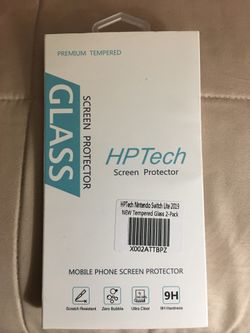 PREMIUM TEMPERED
GLASS
SCREEN PROTECTOR
HPTech
Screen Protector
HPTech Nintendo Switch Lite 2019
NEW Tempered Glass 2-Pack
X002ATTBPZ
MOBILE PHONE SCREEN PROTECTOR
9H
Scratch Resistant
Zero Bubble
Ultra Clear
9H Hardness